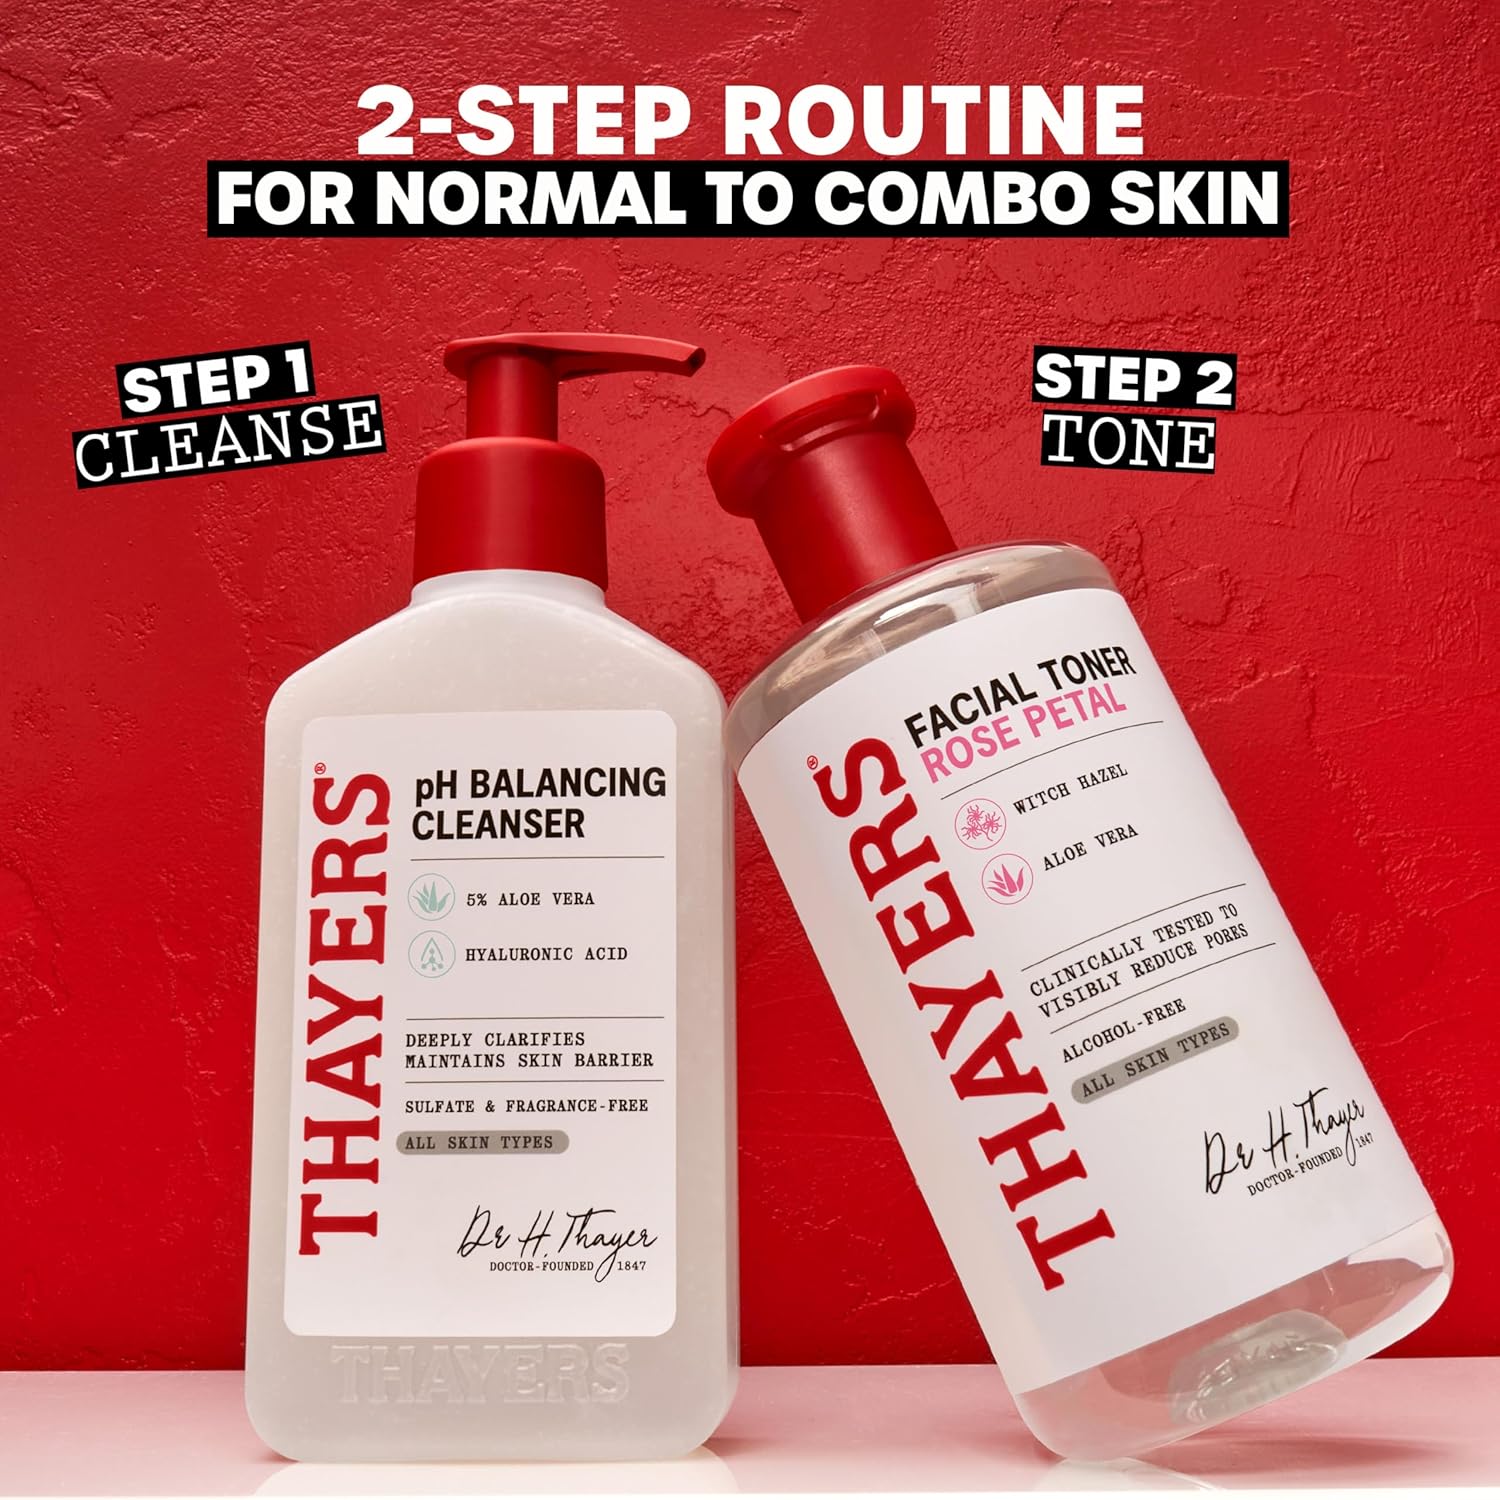 2-STEP ROUTINE
FOR NORMAL TO COMBO SKIN
STEP 1
CLEANSE
STEP 2
TONE
THAYERS®
pH BALANCING
CLEANSER
5% ALOE VERA
HYALURONIC ACID
DEEPLY CLARIFIES
MAINTAINS SKIN BARRIER
SULFATE & FRAGRANCE-FREE
ALL SKIN TYPES
Dr H. Thayer
DOCTOR-FOUNDED 1847
THAYERS
THAYERS®
FACIAL TONER
ROSE PETAL
WITCH HAZEL
ALOE VERA
CLINICALLY TESTED TO
VISIBLY REDUCE PORES
ALCOHOL-FREE
ALL SKIN TYPES
Dr H. Thayer
DOCTOR-FOUNDED 1847